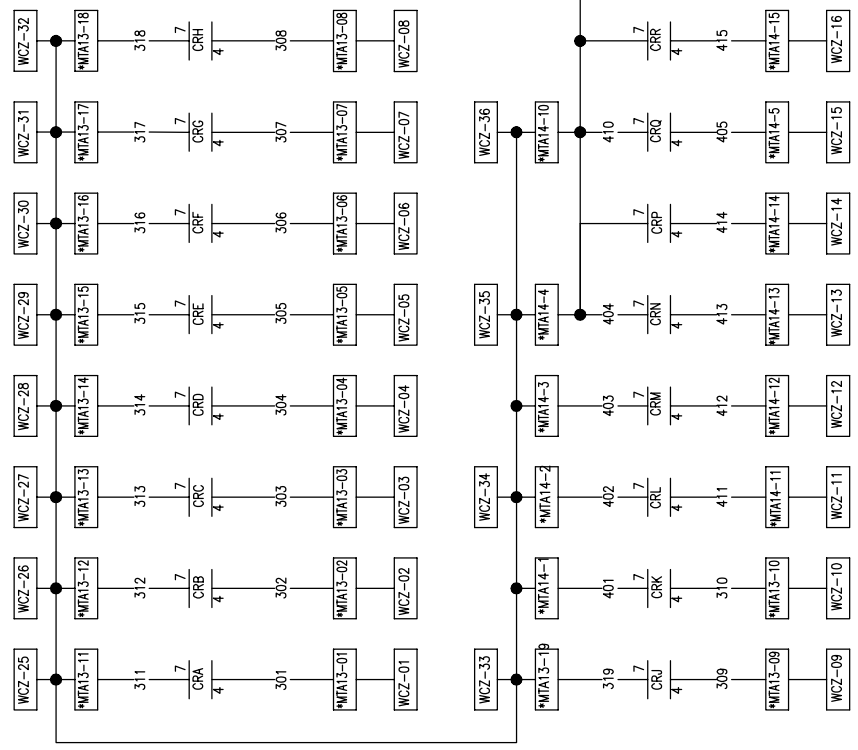 WCZ-25 WCZ-26 WCZ-27 WCZ-28 WCZ-29 WCZ-30 WCZ-31 WCZ-32
*MTA13-11 *MTA13-12 *MTA13-13 *MTA13-14 *MTA13-15 *MTA13-16 *MTA13-17 *MTA13-18
311 312 313 314 315 316 317 318
7 7 7 7 7 7 7 7
CRA CRB CRC CRD CRE CRF CRG CRH
4 4 4 4 4 4 4 4
301 302 303 304 305 306 307 308
*MTA13-01 *MTA13-02 *MTA13-03 *MTA13-04 *MTA13-05 *MTA13-06 *MTA13-07 *MTA13-08
WCZ-01 WCZ-02 WCZ-03 WCZ-04 WCZ-05 WCZ-06 WCZ-07 WCZ-08
WCZ-33 WCZ-34 WCZ-35 WCZ-36
*MTA13-19 *MTA14-1 *MTA14-2 *MTA14-3 *MTA14-4 *MTA14-10
319 401 402 403 404 410
7 7 7 7 7 7 7 7
CRJ CRK CRL CRM CRN CRP CRQ CRR
4 4 4 4 4 4 4 4
309 310 411 412 413 414 405 415
*MTA13-09 *MTA13-10 *MTA14-11 *MTA14-12 *MTA14-13 *MTA14-14 *MTA14-5 *MTA14-15
WCZ-09 WCZ-10 WCZ-11 WCZ-12 WCZ-13 WCZ-14 WCZ-15 WCZ-16